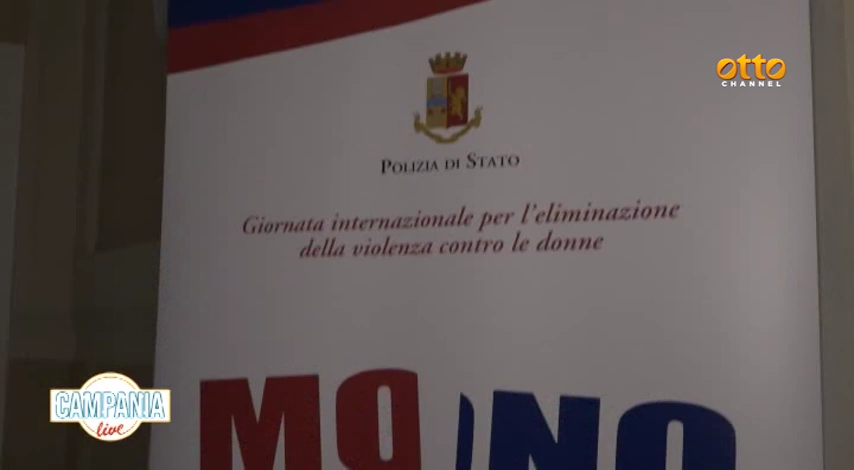 otto
CHANNEL
POLIZIA DI STATO
Giornata internazionale per l'eliminazione
della violenza contro le donne
CAMPANIA
live